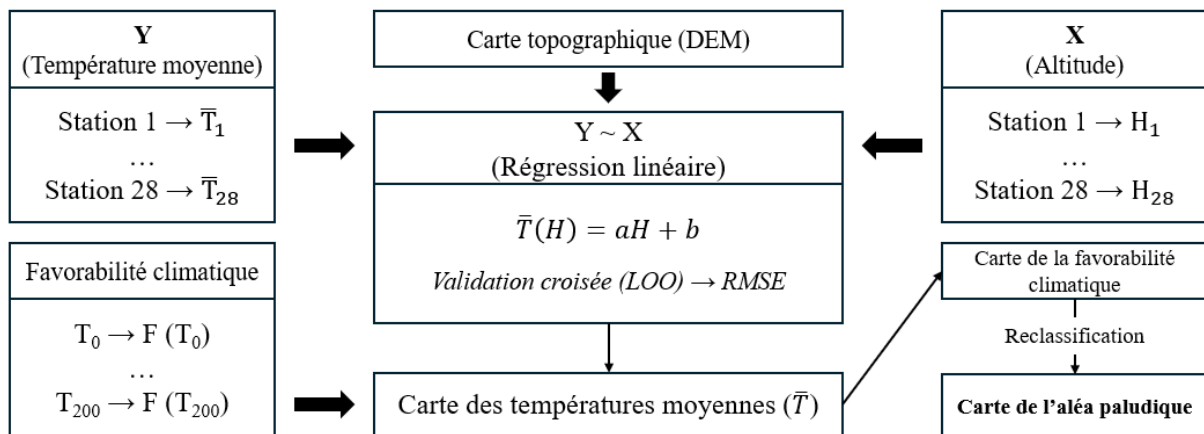 Y
(Température moyenne)
Station 1 → T̅₁
…
Station 28 → T̅₂₈
Carte topographique (DEM)
Y ~ X
(Régression linéaire)
T̅(H) = aH + b
Validation croisée (LOO) → RMSE
X
(Altitude)
Station 1 → H₁
…
Station 28 → H₂₈
Favorabilité climatique
T₀ → F (T₀)
…
T₂₀₀ → F (T₂₀₀)
Carte des températures moyennes (T̅)
Carte de la favorabilité
climatique
Reclassification
Carte de l’aléa paludique